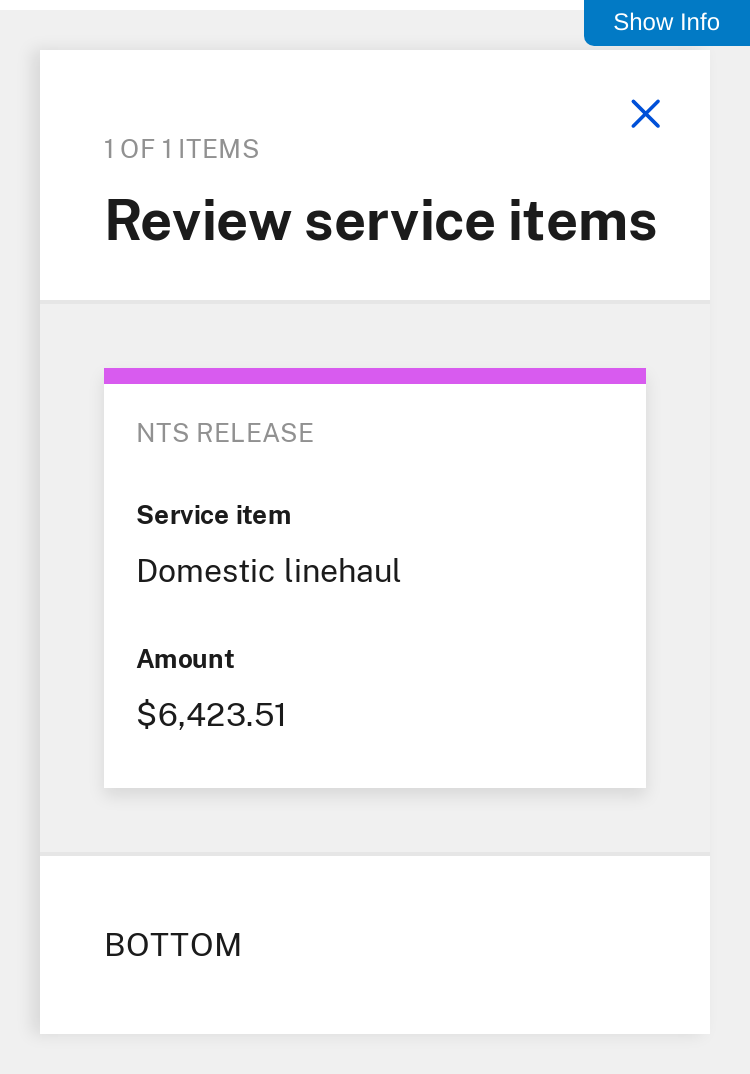 Show Info
1 OF 1 ITEMS
Review service items
NTS RELEASE
Service item
Domestic linehaul
Amount
$6,423.51
BOTTOM